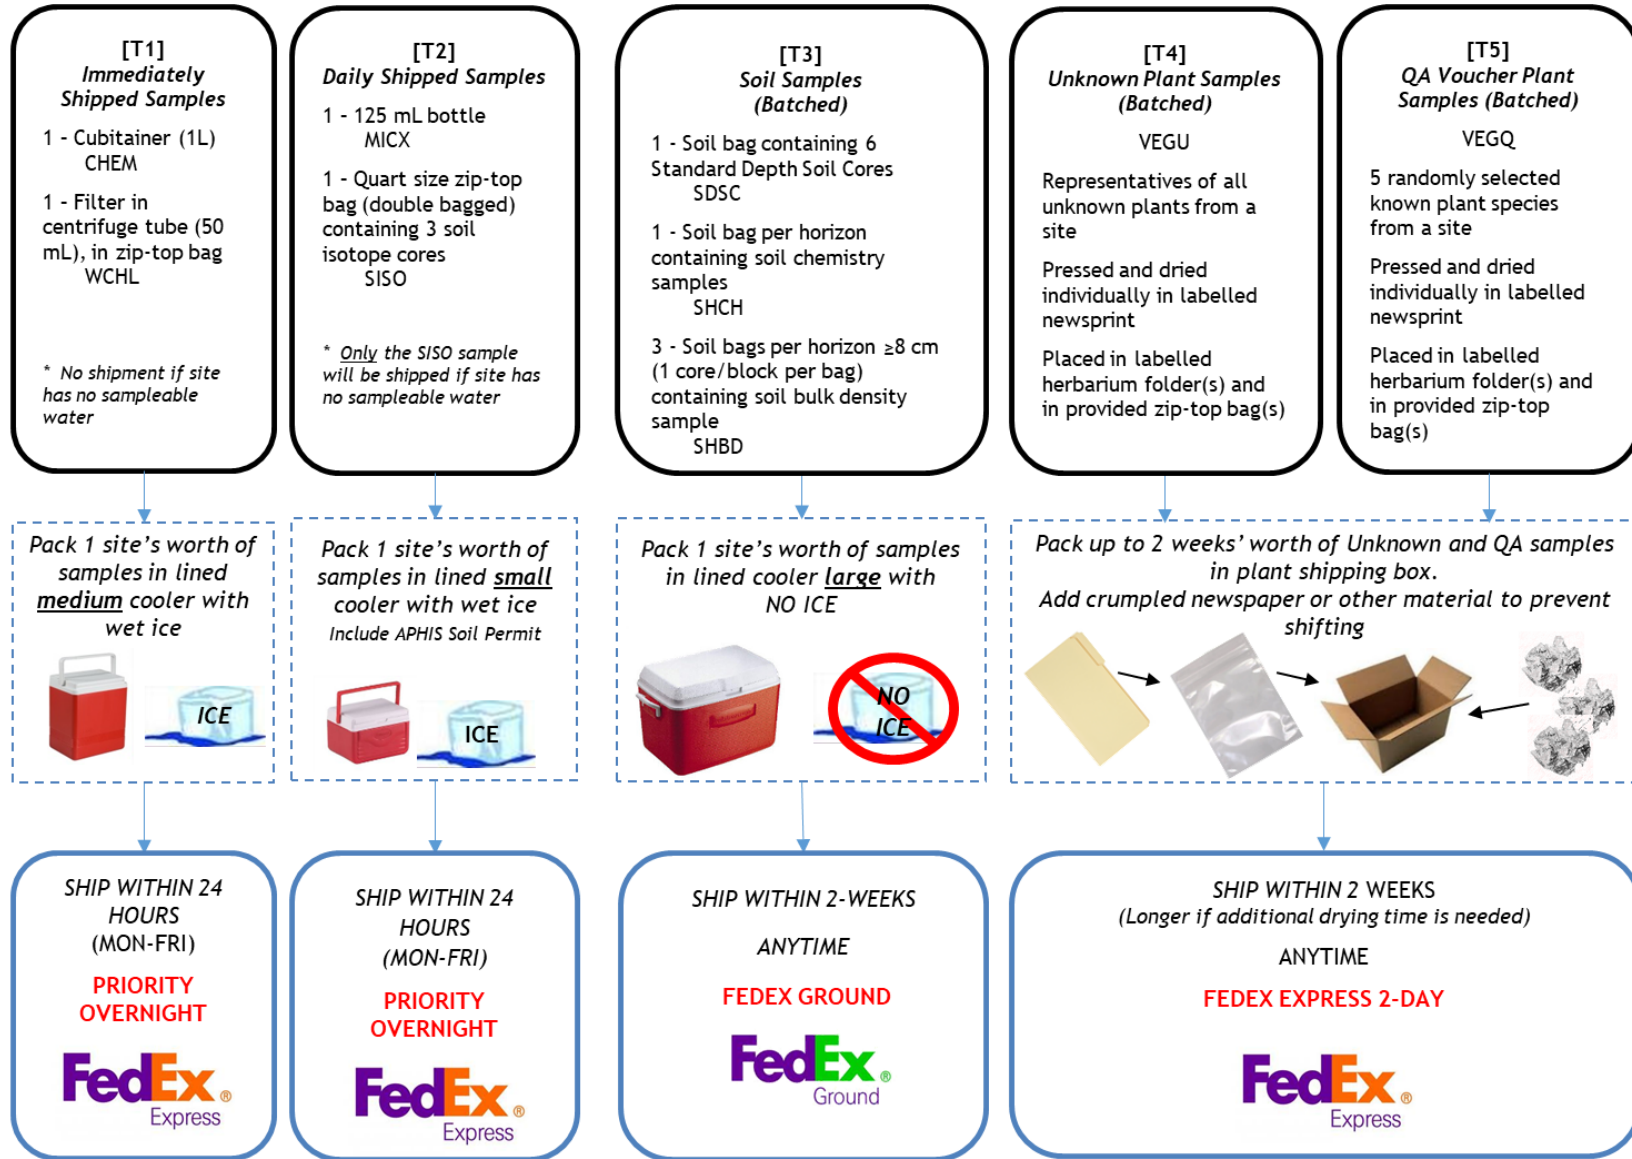 [T1]
Immediately
Shipped Samples
1 - Cubitainer (1L)
CHEM
1 - Filter in
centrifuge tube (50
mL), in zip-top bag
WCHL
* No shipment if site
has no sampleable
water
[T2]
Daily Shipped Samples
1 - 125 mL bottle
MICX
1 - Quart size zip-top
bag (double bagged)
containing 3 soil
isotope cores
SISO
* Only the SISO sample
will be shipped if site has
no sampleable water
[T3]
Soil Samples
(Batched)
1 - Soil bag containing 6
Standard Depth Soil Cores
SDSC
1 - Soil bag per horizon
containing soil chemistry
samples
SHCH
3 - Soil bags per horizon ≥8 cm
(1 core/block per bag)
containing soil bulk density
sample
SHBD
[T4]
Unknown Plant Samples
(Batched)
VEGU
Representatives of all
unknown plants from a
site
Pressed and dried
individually in labelled
newsprint
Placed in labelled
herbarium folder(s) and
in provided zip-top bag(s)
[T5]
QA Voucher Plant
Samples (Batched)
VEGQ
5 randomly selected
known plant species
from a site
Pressed and dried
individually in labelled
newsprint
Placed in labelled
herbarium folder(s) and
in provided zip-top
bag(s)
Pack 1 site's worth of
samples in lined
medium cooler with
wet ice
ICE
Pack 1 site's worth of
samples in lined small
cooler with wet ice
Include APHIS Soil Permit
ICE
Pack 1 site's worth of samples
in lined cooler large with
NO ICE
NO
ICE
Pack up to 2 weeks' worth of Unknown and QA samples
in plant shipping box.
Add crumpled newspaper or other material to prevent
shifting
SHIP WITHIN 24
HOURS
(MON-FRI)
PRIORITY
OVERNIGHT
FedEx®
Express
SHIP WITHIN 24
HOURS
(MON-FRI)
PRIORITY
OVERNIGHT
FedEx®
Express
SHIP WITHIN 2-WEEKS
ANYTIME
FEDEX GROUND
FedEx®
Ground
SHIP WITHIN 2 WEEKS
(Longer if additional drying time is needed)
ANYTIME
FEDEX EXPRESS 2-DAY
FedEx®
Express